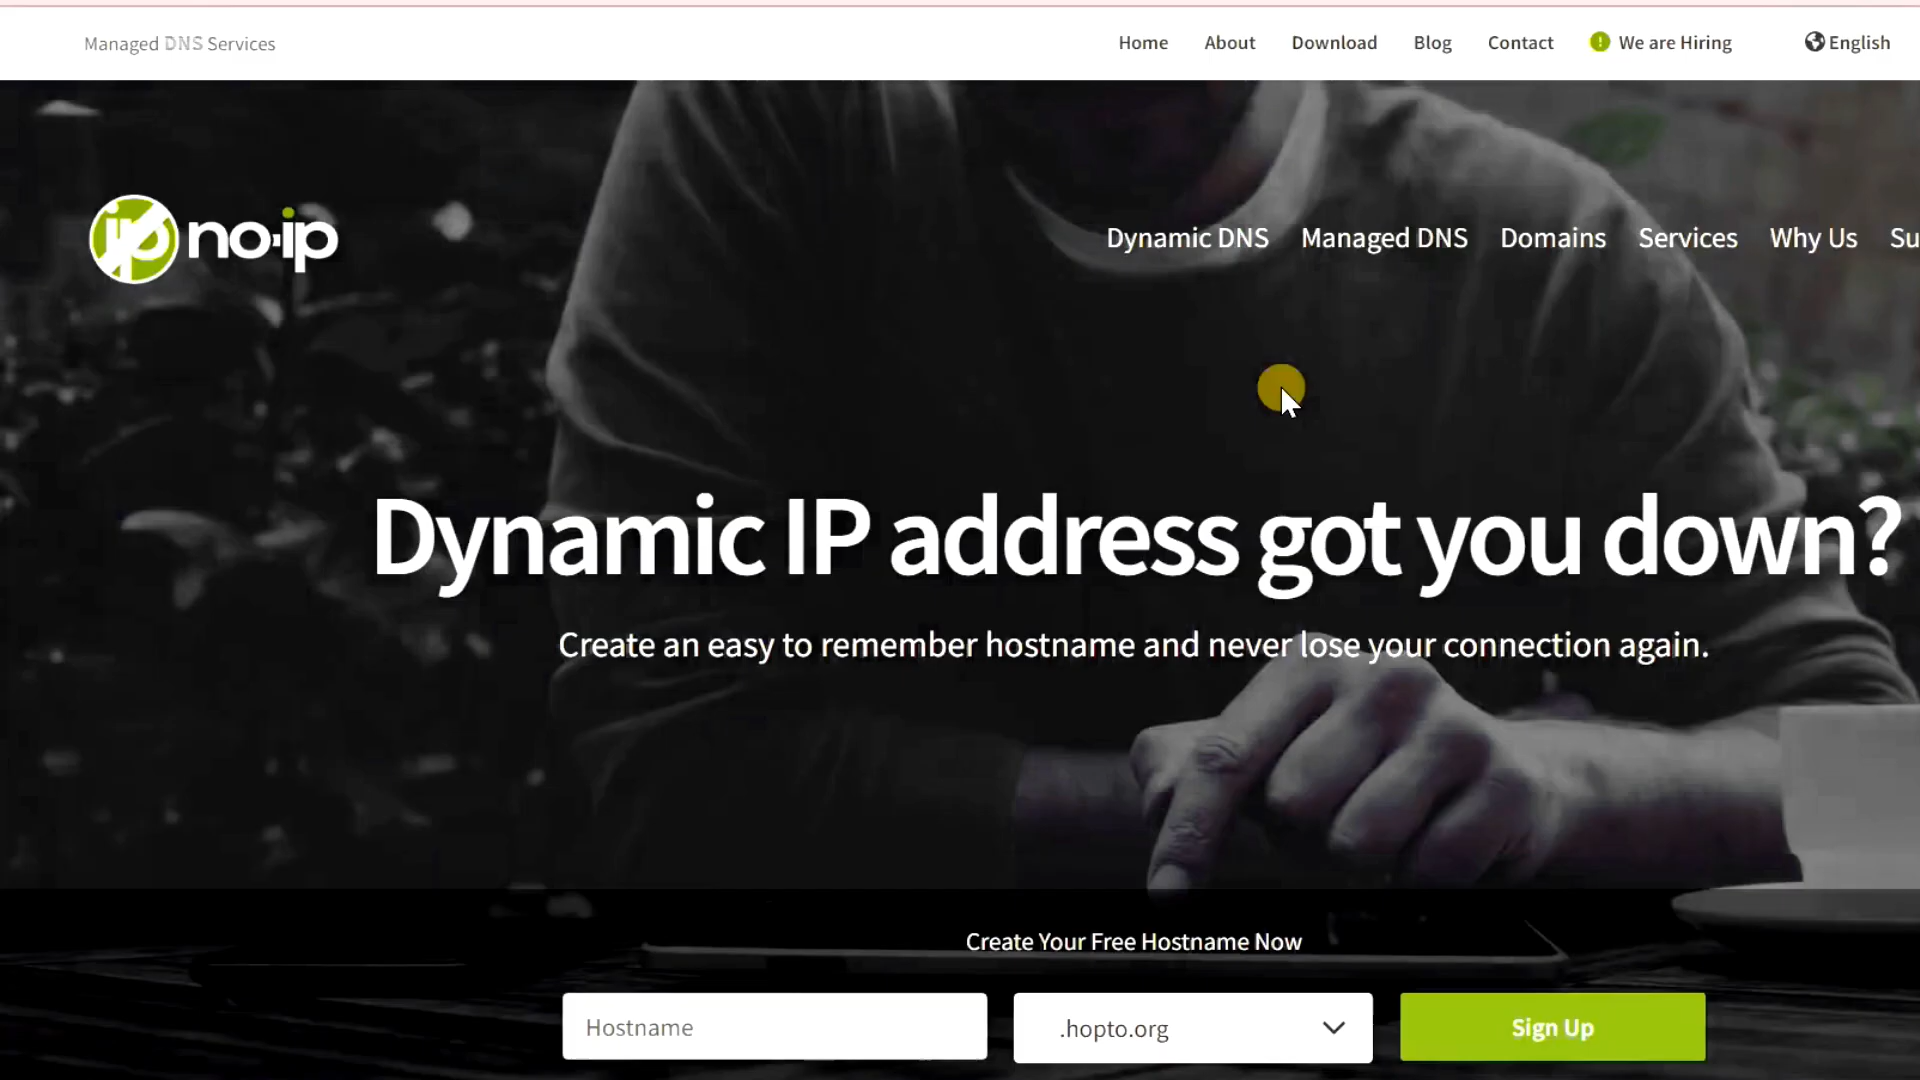 Managed DNS Services
Home About Download Blog Contact ! We are Hiring English
no-ip
Dynamic DNS Managed DNS Domains Services Why Us Su
Dynamic IP address got you down?
Create an easy to remember hostname and never lose your connection again.
Create Your Free Hostname Now
Hostname .hopto.org Sign Up